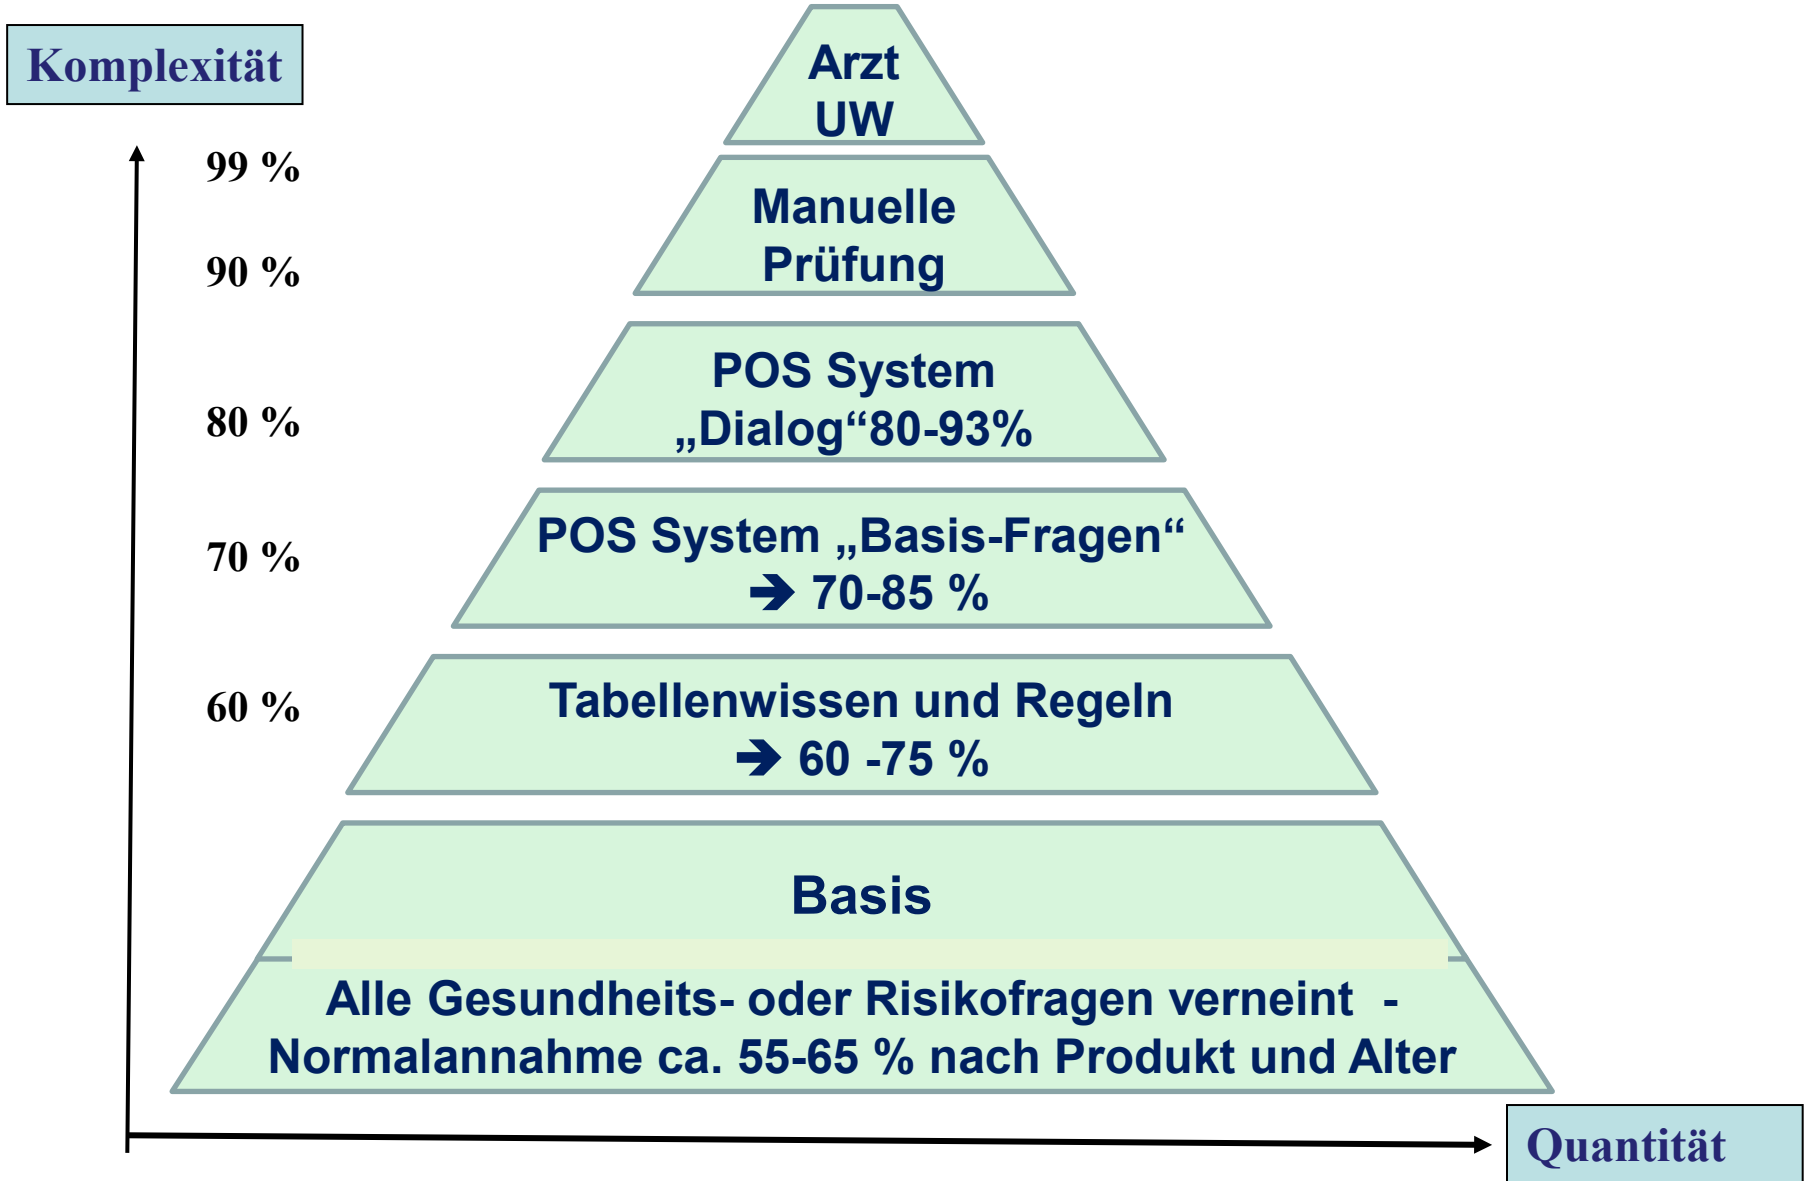 Komplexität
Arzt
UW
99 %
Manuelle
Prüfung
90 %
POS System
„Dialog“80-93%
80 %
POS System „Basis-Fragen“
➔ 70-85 %
70 %
Tabellenwissen und Regeln
➔ 60 -75 %
60 %
Basis
Alle Gesundheits- oder Risikofragen verneint -
Normalannahme ca. 55-65 % nach Produkt und Alter
Quantität